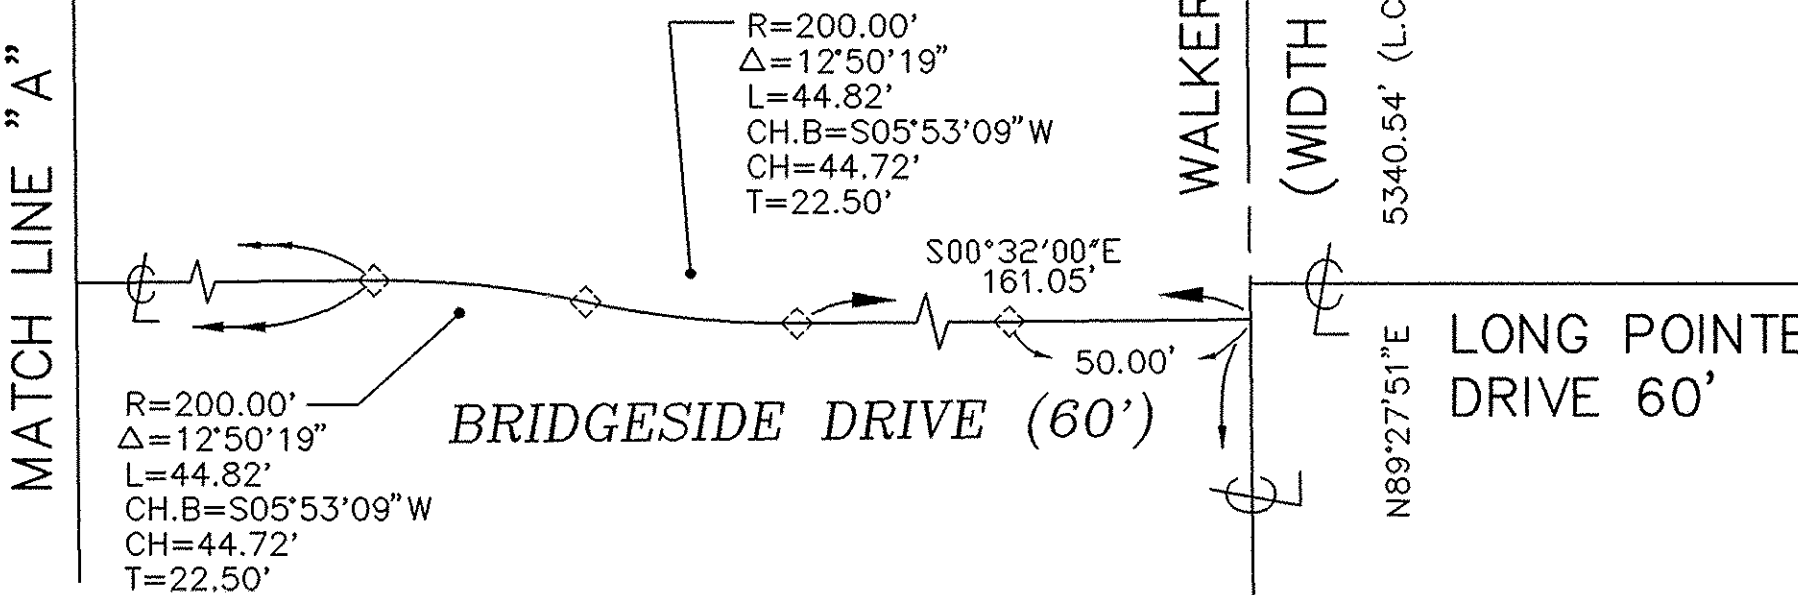 MATCH LINE "A"
R=200.00'
△=12°50'19"
L=44.82'
CH.B=S05°53'09"W
CH=44.72'
T=22.50'
WALKER
(WIDTH
5340.54' (L.C
S00°32'00"E
161.05'
50.00'
R=200.00'
△=12°50'19"
L=44.82'
CH.B=S05°53'09"W
CH=44.72'
T=22.50'
BRIDGESIDE DRIVE (60')
N89°27'51"E
LONG POINTE
DRIVE 60'